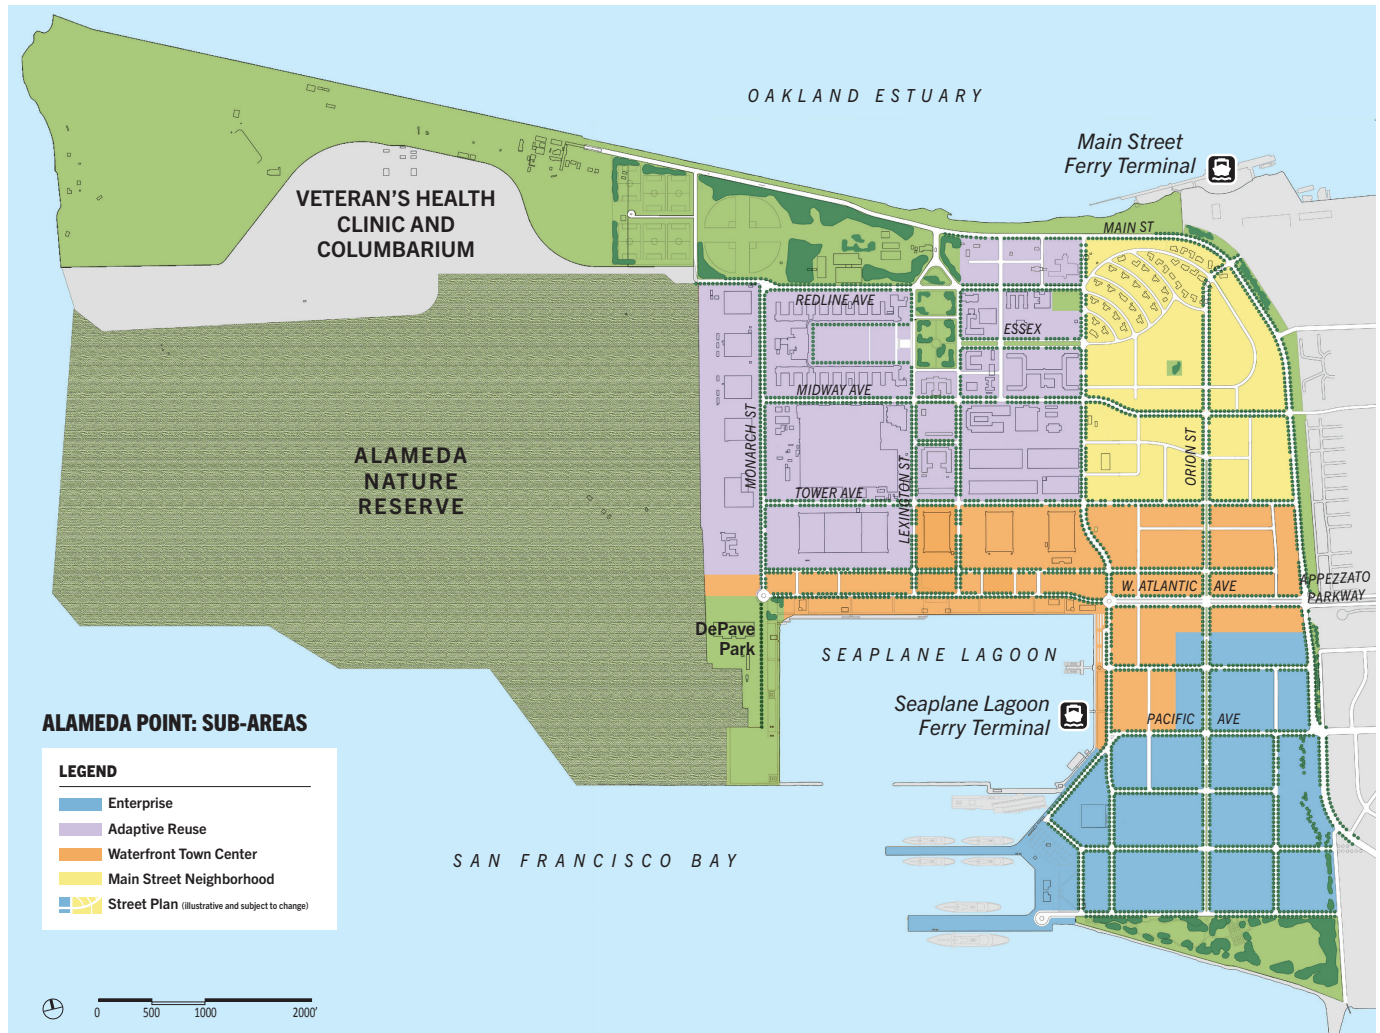 OAKLAND ESTUARY
Main Street
Ferry Terminal
MAIN ST
VETERAN'S HEALTH
CLINIC AND
COLUMBARIUM
REDLINE AVE
ESSEX
MIDWAY AVE
MONARCH ST
ALAMEDA
NATURE
RESERVE
ORION ST
LEXINGTON ST.
TOWER AVE
W. ATLANTIC AVE
APPEZZATO
PARKWAY
DePave
Park
SEAPLANE LAGOON
Seaplane Lagoon
Ferry Terminal
PACIFIC AVE
SAN FRANCISCO BAY
ALAMEDA POINT: SUB-AREAS
LEGEND
Enterprise
Adaptive Reuse
Waterfront Town Center
Main Street Neighborhood
Street Plan (illustrative and subject to change)
0 500 1000 2000'